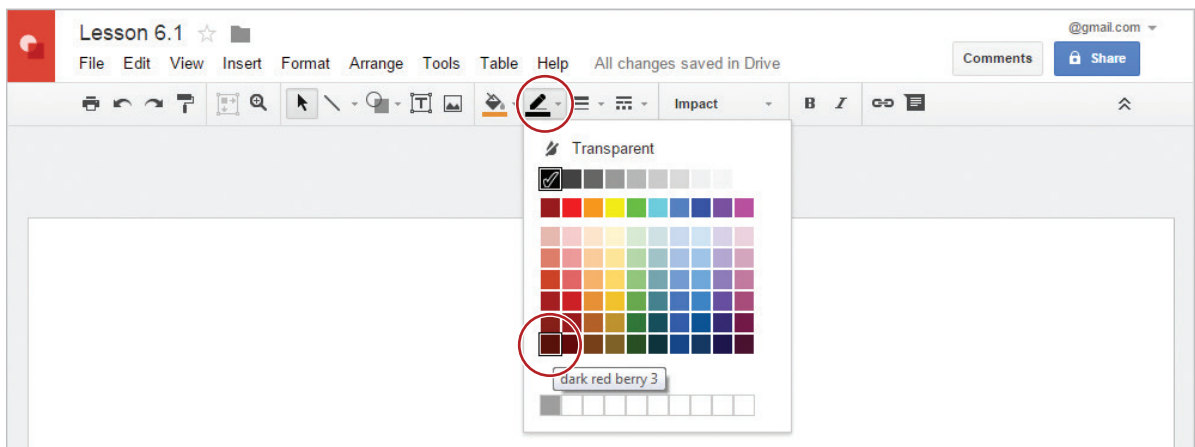 Lesson 6.1
@gmail.com
File Edit View Insert Format Arrange Tools Table Help All changes saved in Drive
Comments Share
Impact B I
Transparent
dark red berry 3